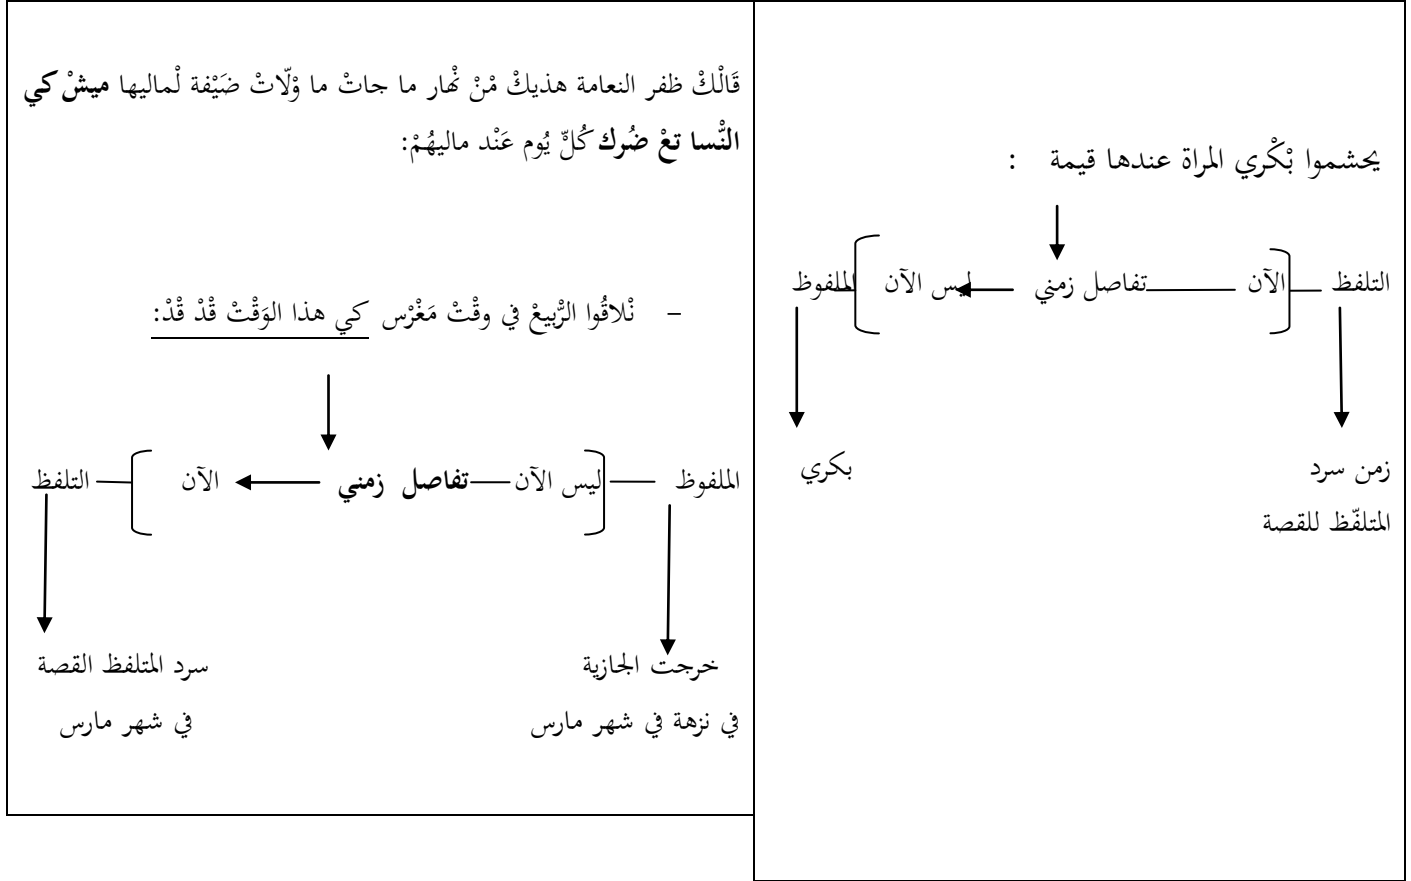 يحشموا بْكْري المراة عندها قيمة :
التلفظ الآن تفاصل زمني ليس الآن الملفوظ
زمن سرد بكري
المتلفّظ للقصة
قَالْكْ ظفر النعامة هذيكْ مْنْ نْهار ما جاتْ ما وْلّاتْ ضَيْفة لْماليها ميشْ كي
النّْسا تعْ ضُرك كُلّ يُوم عَنْد ماليهُمْ:
– نْلاقُوا الرّْبيعْ في وقْتْ مَغْرْس كي هذا الوَقْتْ قْدْ قْدْ:
الملفوظ ليس الآن تفاصل زمني الآن التلفظ
خرجت الجازية سرد المتلفظ القصة
في نزهة في شهر مارس في شهر مارس